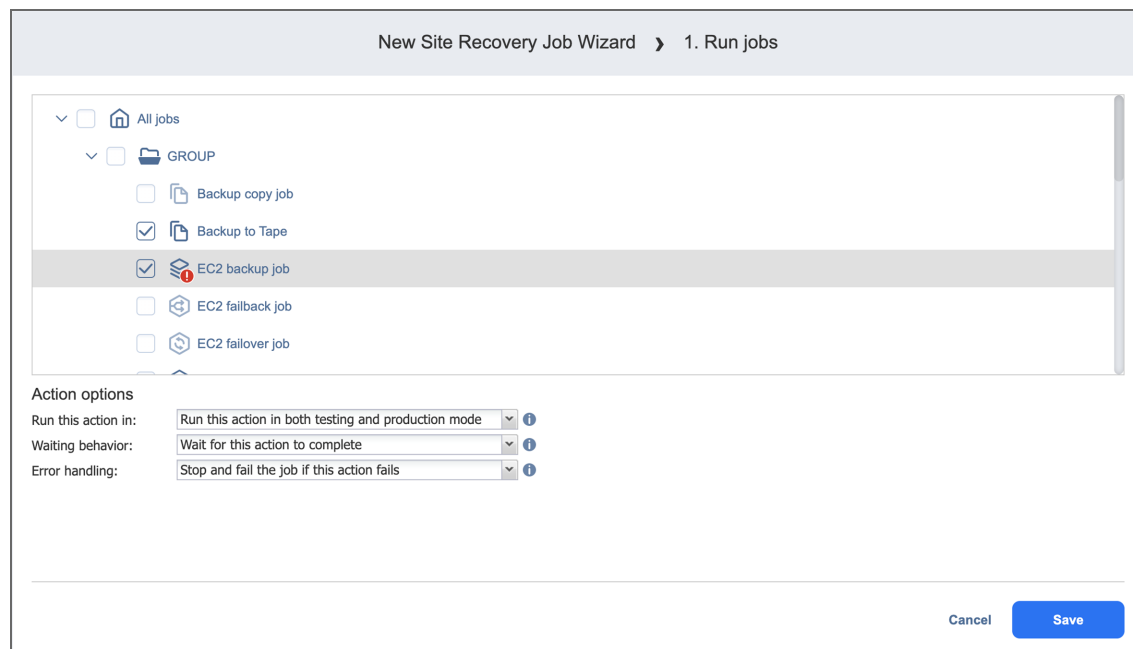 New Site Recovery Job Wizard ❯ 1. Run jobs
All jobs
GROUP
Backup copy job
Backup to Tape
EC2 backup job
EC2 failback job
EC2 failover job
Action options
Run this action in: Run this action in both testing and production mode
Waiting behavior: Wait for this action to complete
Error handling: Stop and fail the job if this action fails
Cancel Save